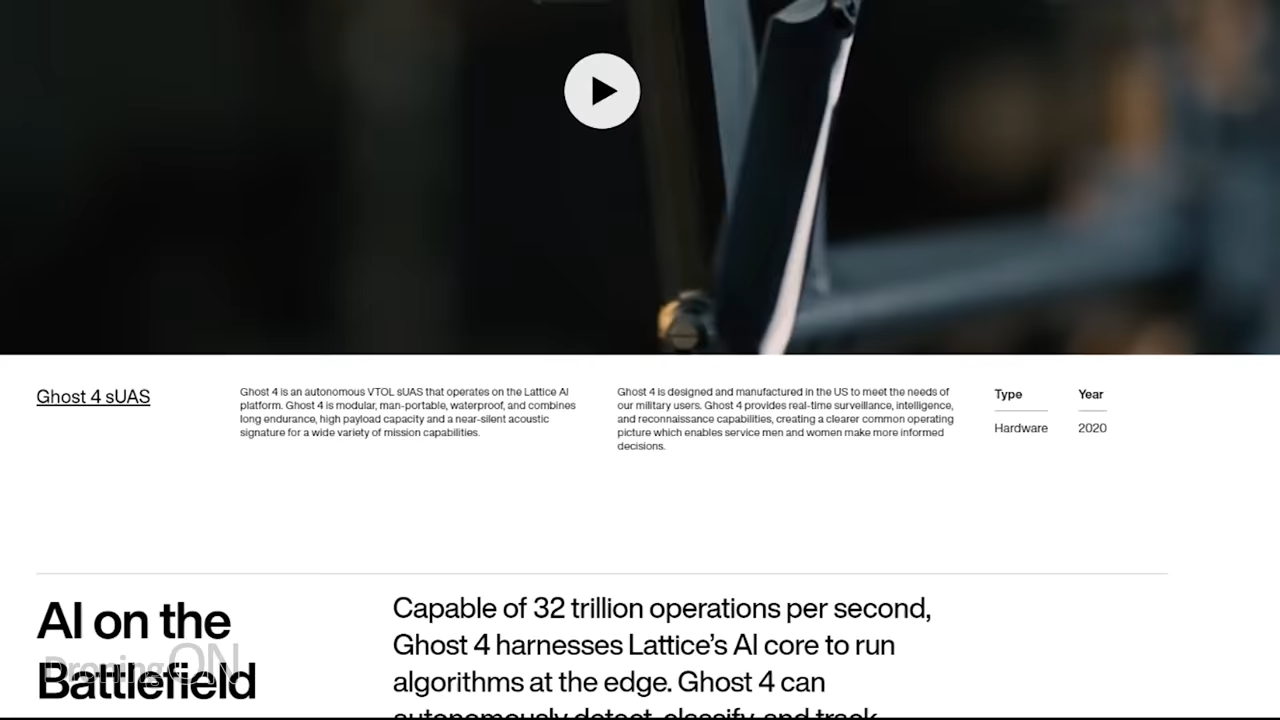 Ghost 4 sUAS
Ghost 4 is an autonomous VTOL sUAS that operates on the Lattice AI
platform. Ghost 4 is modular, man-portable, waterproof, and combines
long endurance, high payload capacity and a near-silent acoustic
signature for a wide variety of mission capabilities.
Ghost 4 is designed and manufactured in the US to meet the needs of
our military users. Ghost 4 provides real-time surveillance, intelligence,
and reconnaissance capabilities, creating a clearer common operating
picture which enables service men and women make more informed
decisions.
Type
Hardware
Year
2020
AI on the
Battlefield
DroningON
Capable of 32 trillion operations per second,
Ghost 4 harnesses Lattice’s AI core to run
algorithms at the edge. Ghost 4 can
autonomously detect, classify, and track